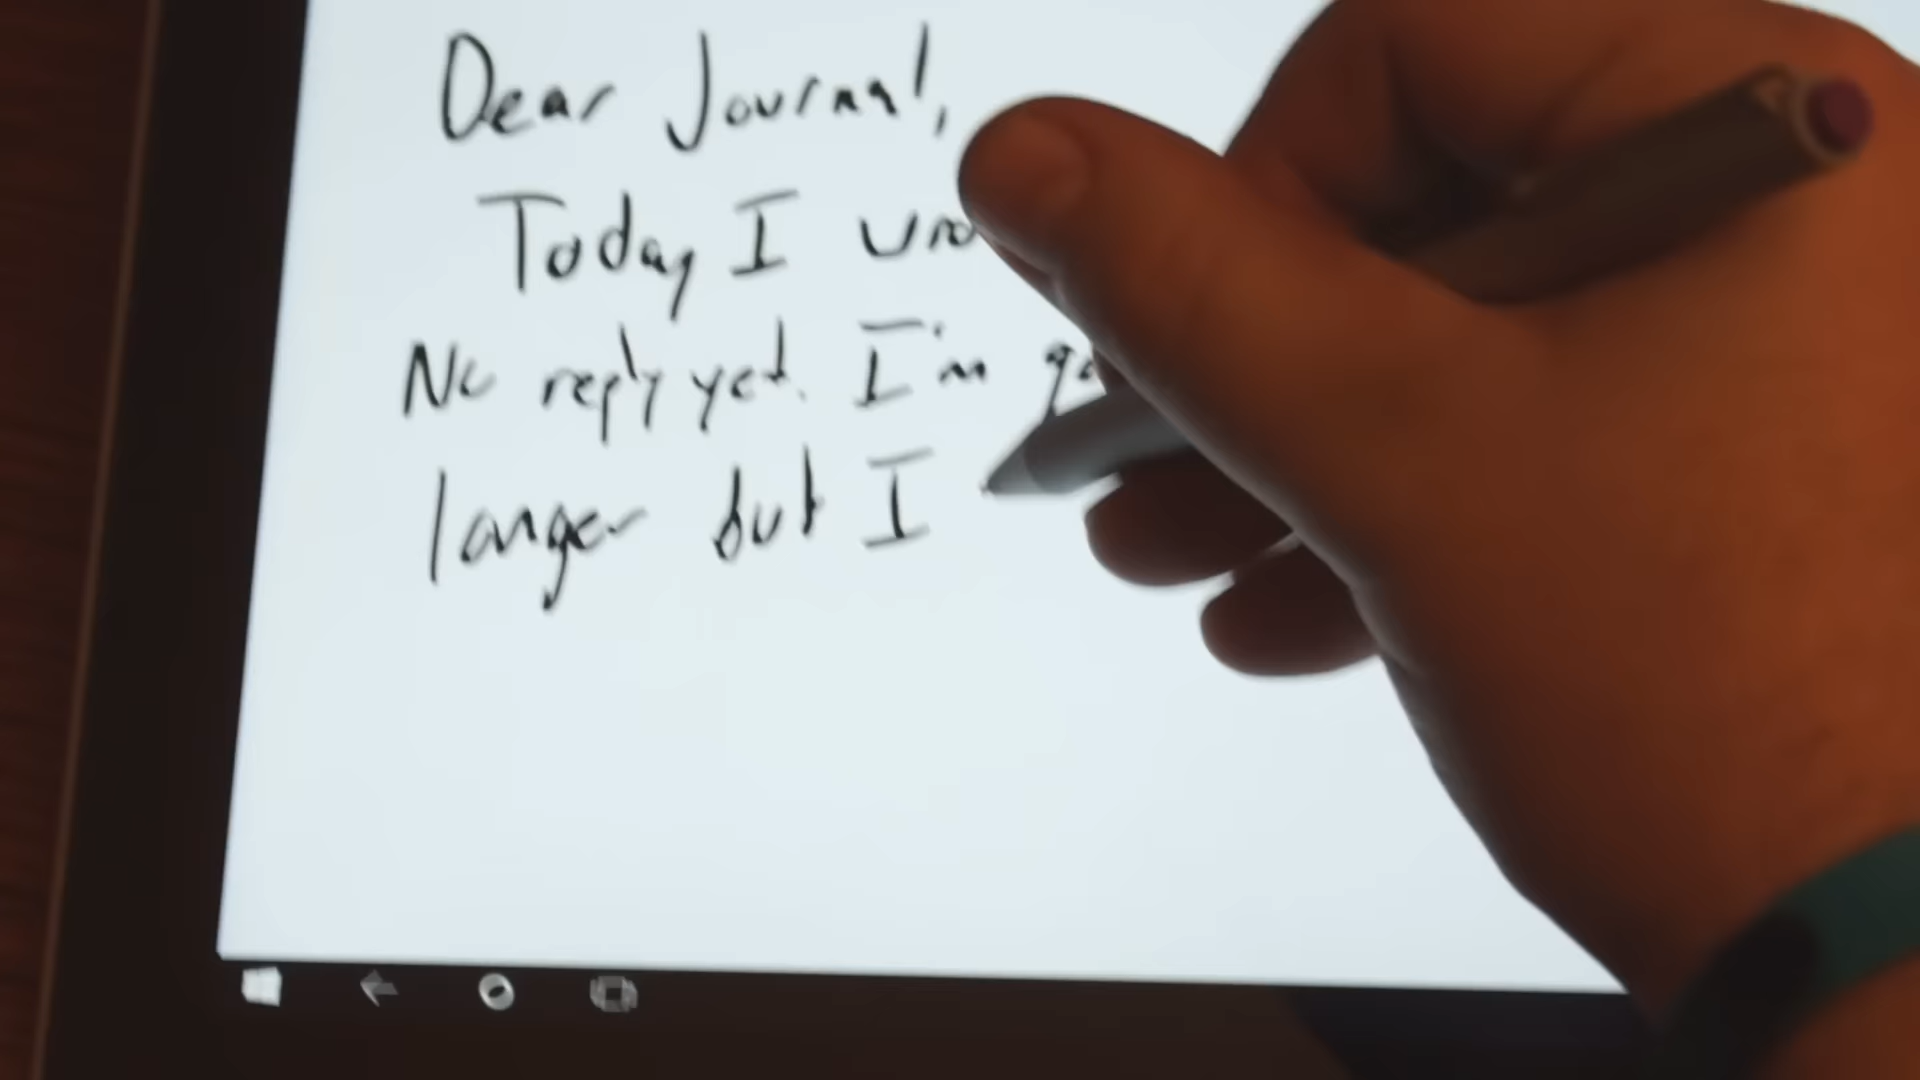 Dear Journal,
Today I
No reply yet. I'm
longer but I